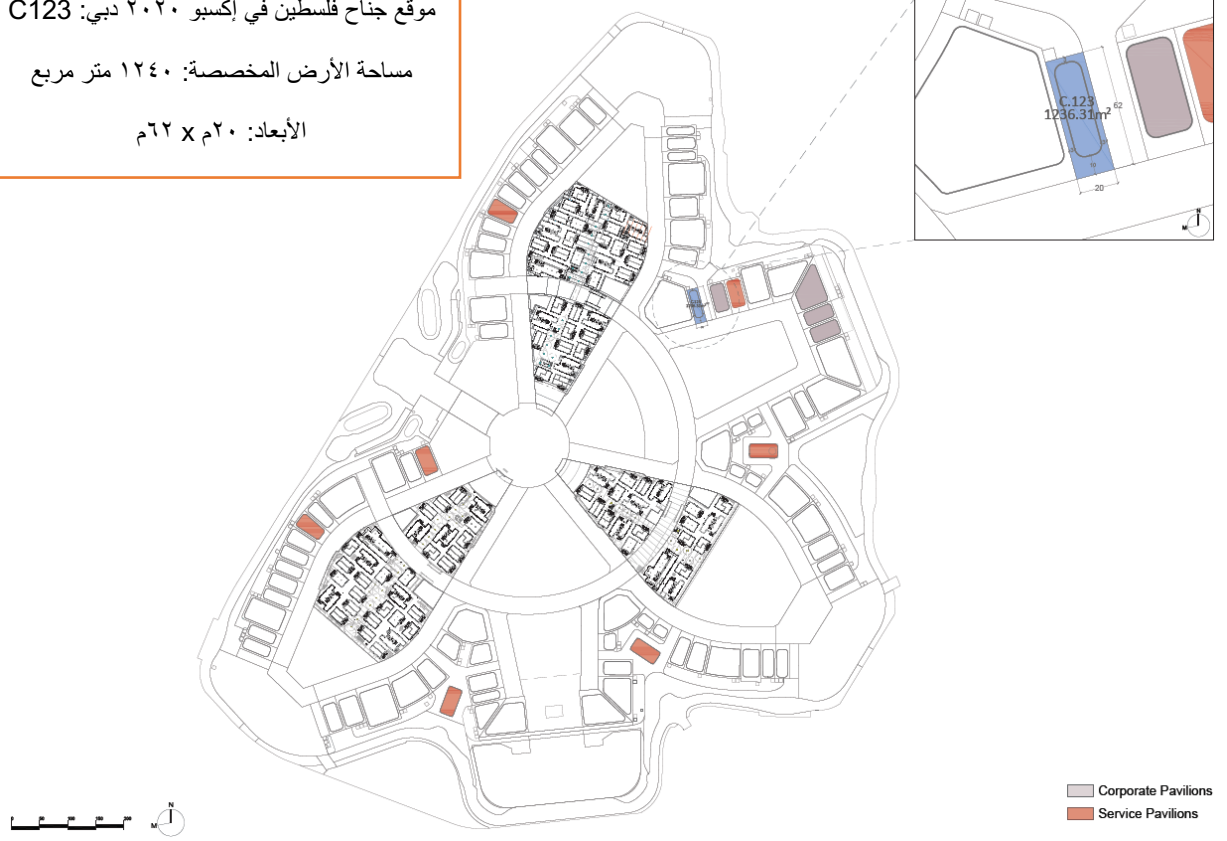 موقع جناح فلسطين في إكسبو ٢٠٢٠ دبي: C123
مساحة الأرض المخصصة: ١٢٤٠ متر مربع
الأبعاد: ٢٠م x ٦٢م
C.123
1236.31m²
62
20
N
M
N
M
Corporate Pavilions
Service Pavilions